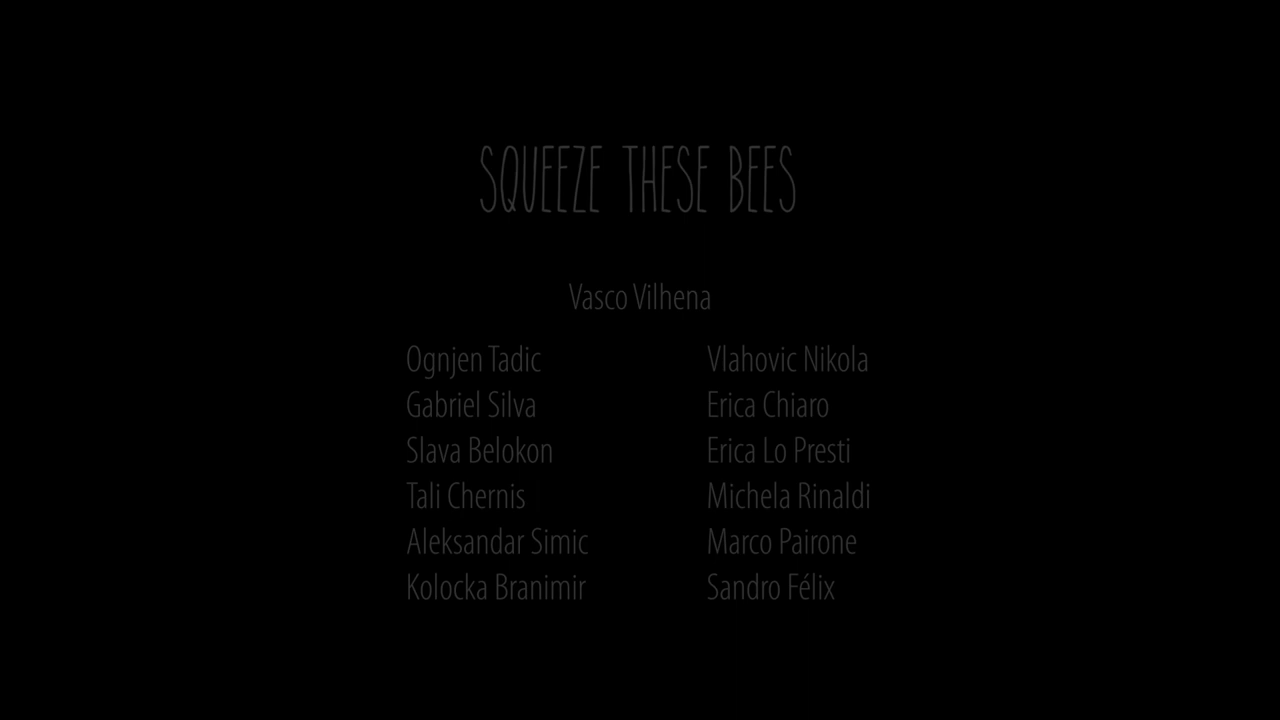 SQUEEZE THESE BEES
Vasco Vilhena
Ognjen Tadic
Gabriel Silva
Slava Belokon
Tali Chernis
Aleksandar Simic
Kolocka Branimir
Vlahovic Nikola
Erica Chiaro
Erica Lo Presti
Michela Rinaldi
Marco Pairone
Sandro Félix